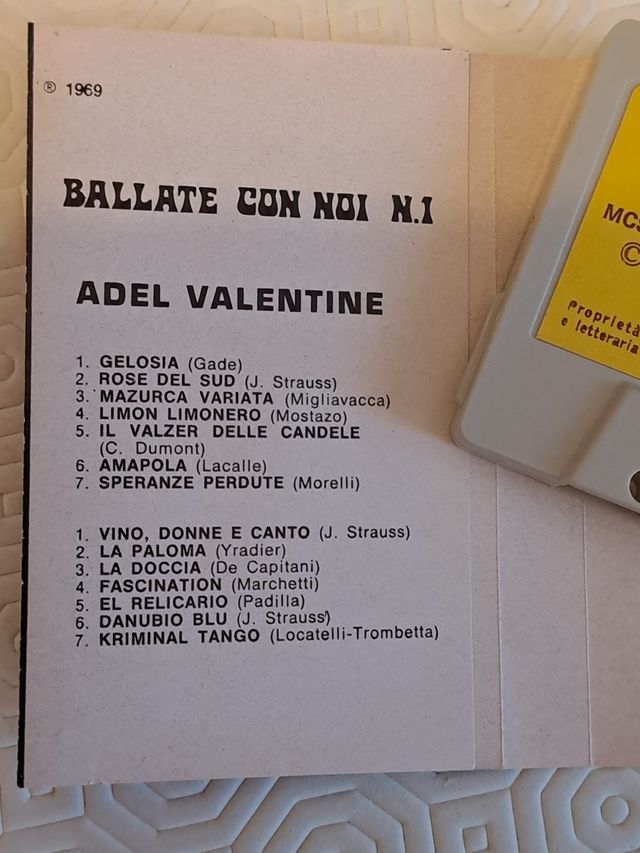 ℗ 1969
BALLATE CON NOI N.1
ADEL VALENTINE
1. GELOSIA (Gade)
2. ROSE DEL SUD (J. Strauss)
3. MAZURCA VARIATA (Migliavacca)
4. LIMON LIMONERO (Mostazo)
5. IL VALZER DELLE CANDELE
(C. Dumont)
6. AMAPOLA (Lacalle)
7. SPERANZE PERDUTE (Morelli)
1. VINO, DONNE E CANTO (J. Strauss)
2. LA PALOMA (Yradier)
3. LA DOCCIA (De Capitani)
4. FASCINATION (Marchetti)
5. EL RELICARIO (Padilla)
6. DANUBIO BLU (J. Strauss)
7. KRIMINAL TANGO (Locatelli-Trombetta)
©
Proprietà
e letteraria